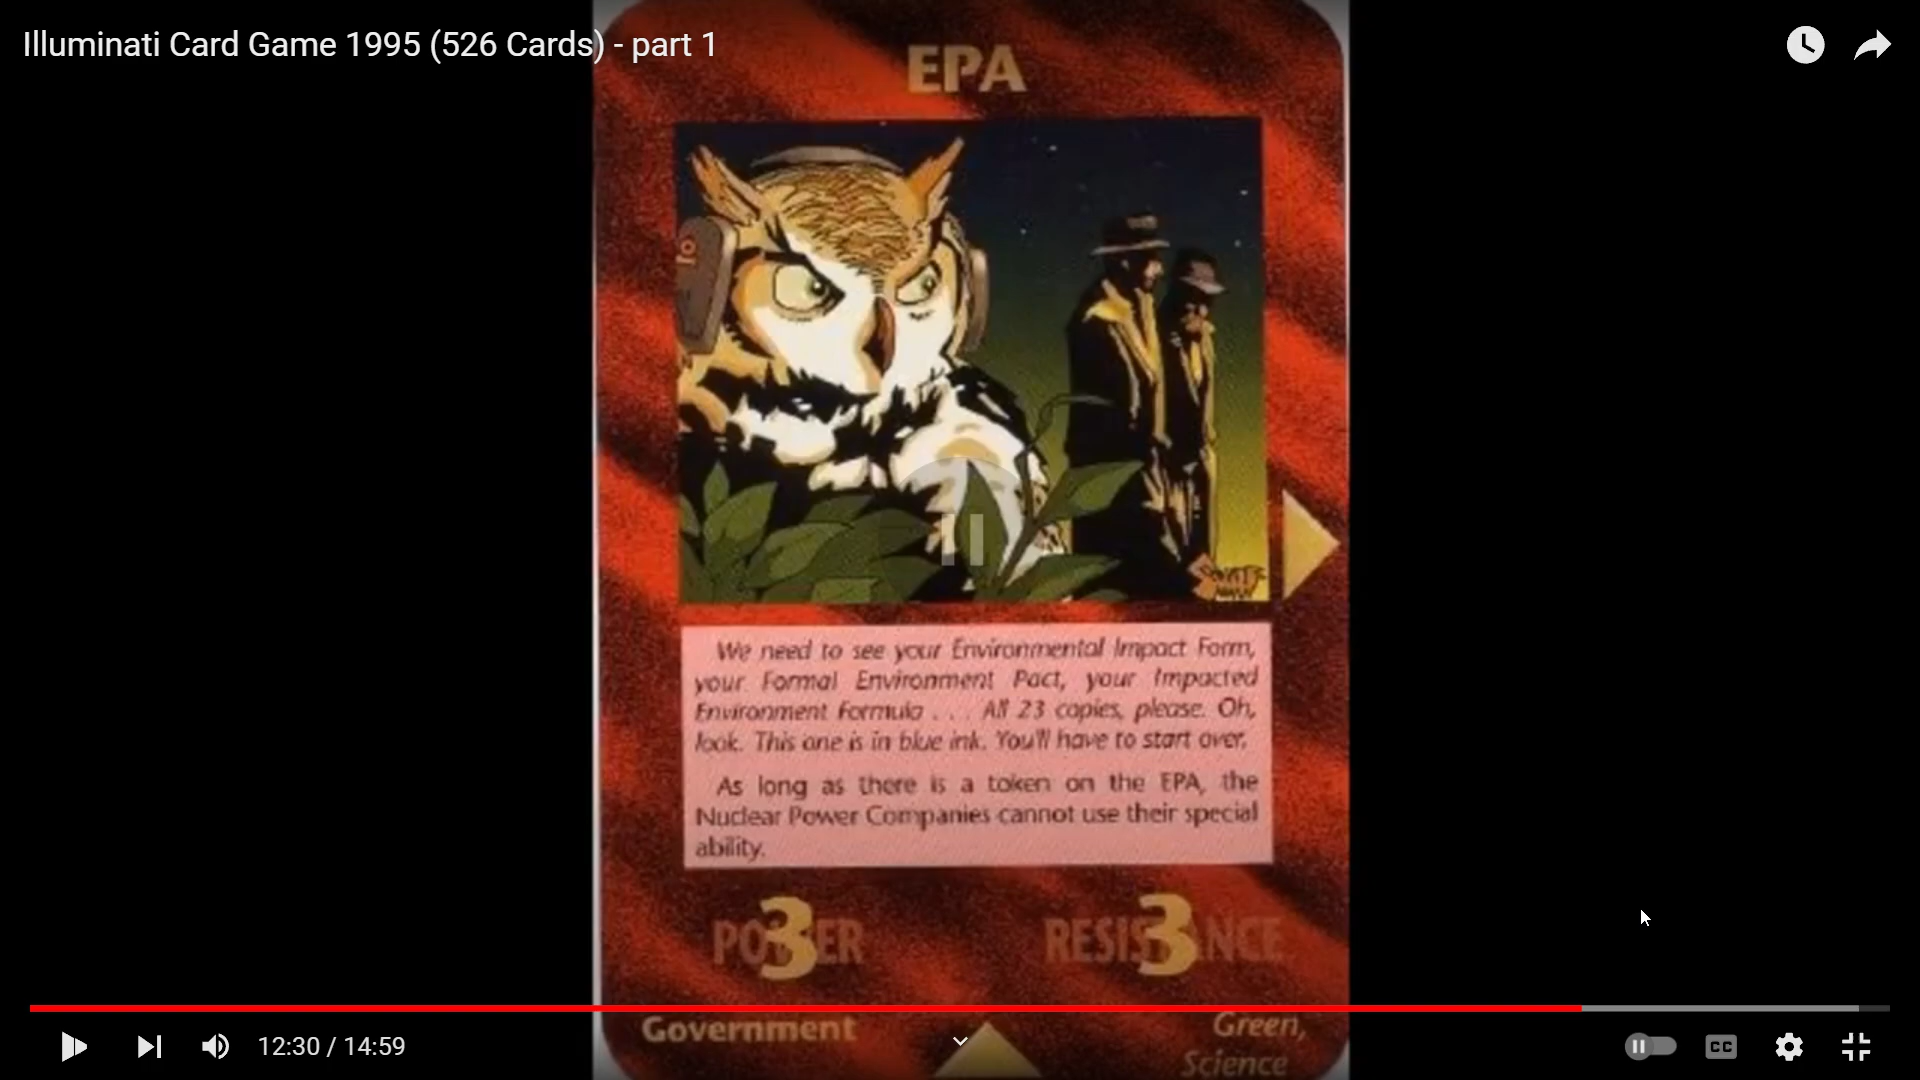 Illuminati Card Game 1995 (526 Cards) - part 1
EPA
We need to see your Environmental Impact Form,
your Formal Environment Pact, your Impacted
Environment Formula . . . All 23 copies, please. Oh,
look. This one is in blue ink. You'll have to start over.
As long as there is a token on the EPA, the
Nuclear Power Companies cannot use their special
ability.
POWER 3
RESISTANCE 3
12:30 / 14:59
CC
Government
Green,
Science